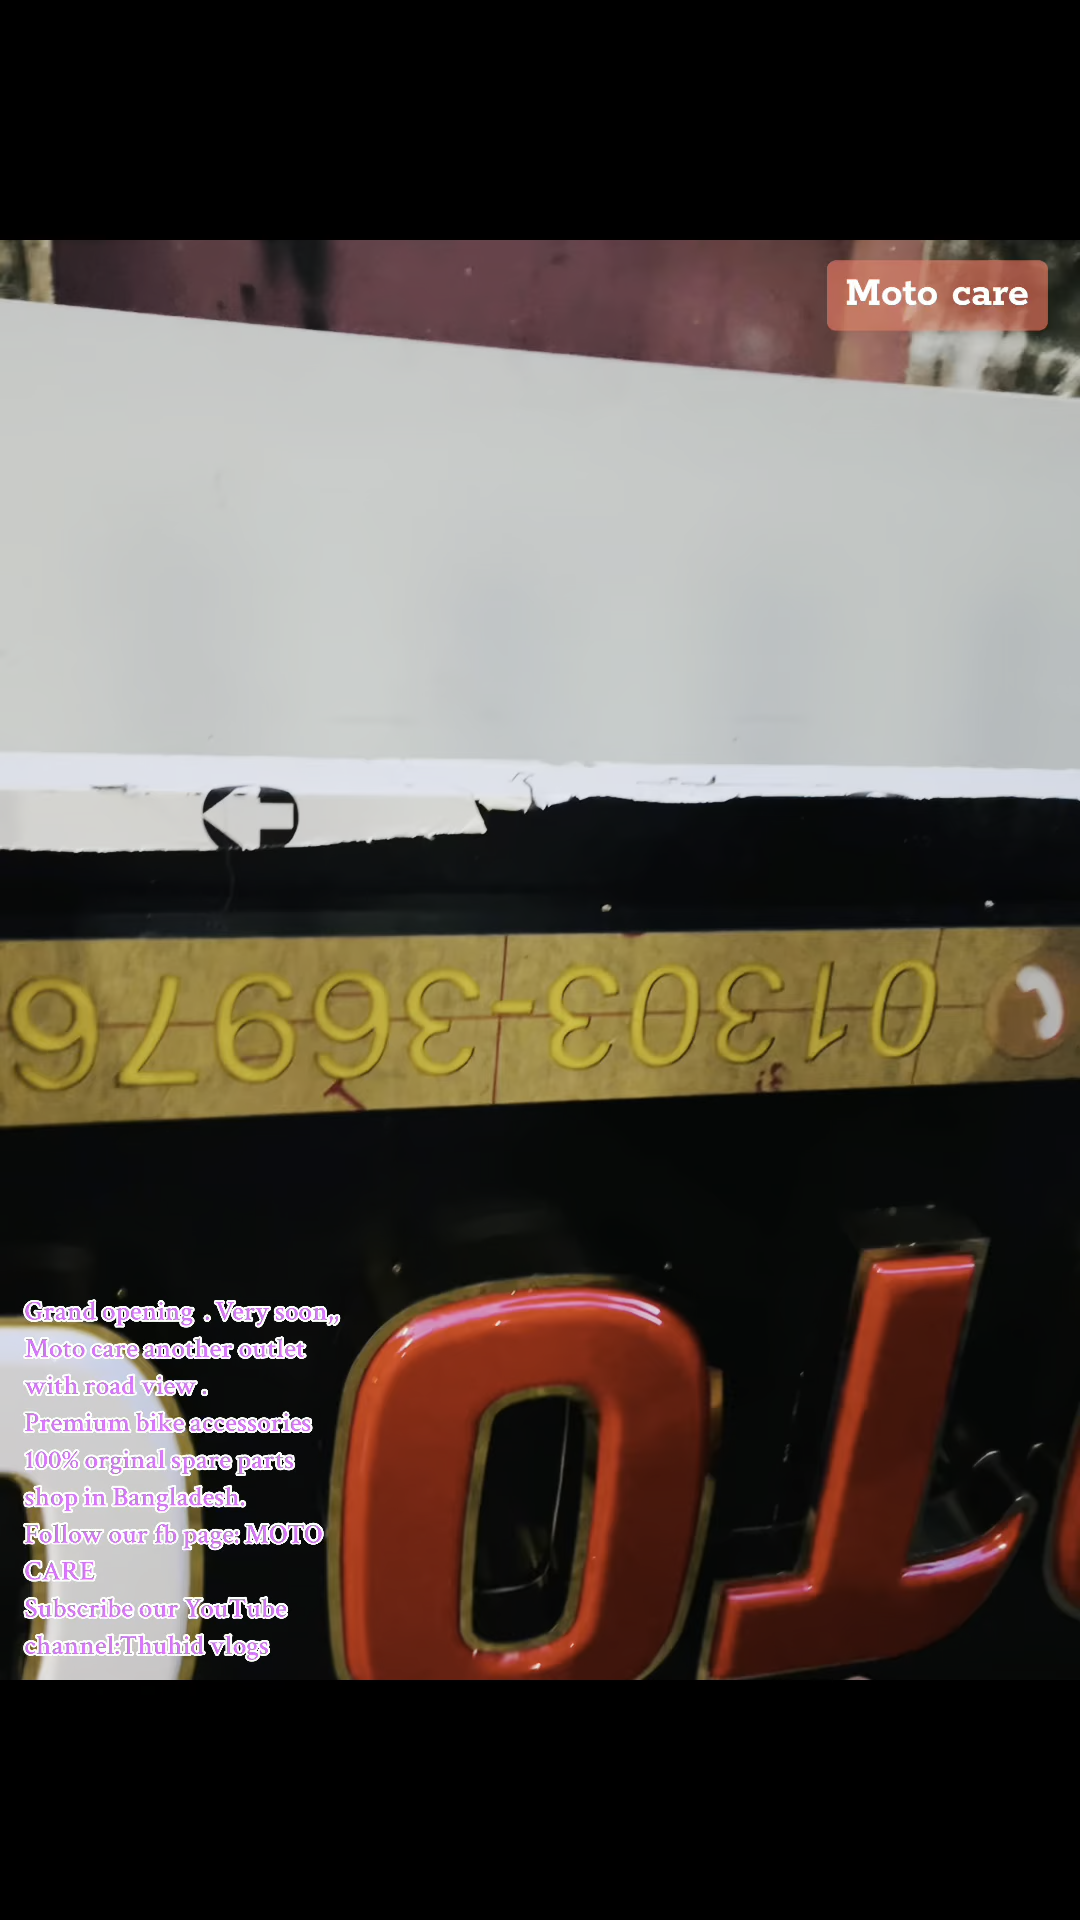 Moto care
01303-36976
TO
Grand opening . Very soon,,
Moto care another outlet
with road view .
Premium bike accessories
100% orginal spare parts
shop in Bangladesh.
Follow our fb page: MOTO
CARE
Subscribe our YouTube
channel:Thuhid vlogs